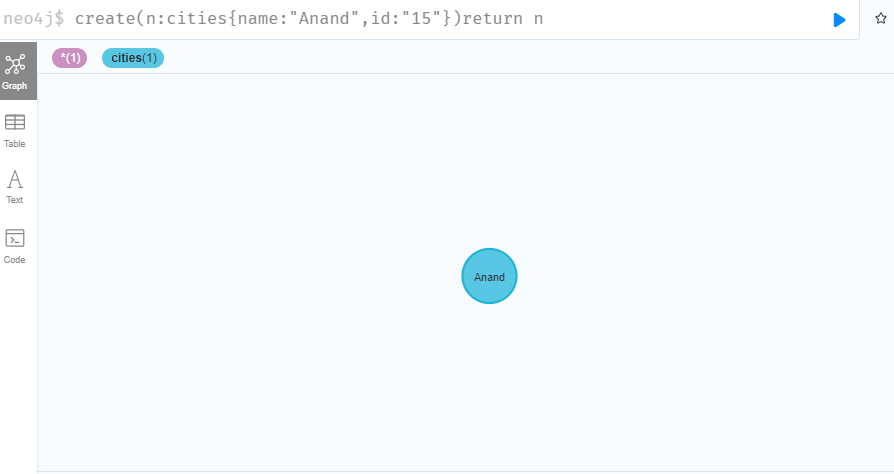 neo4j$ create(n:cities{name:"Anand",id:"15"})return n
*(1) cities(1)
Graph
Table
Text
Code
Anand